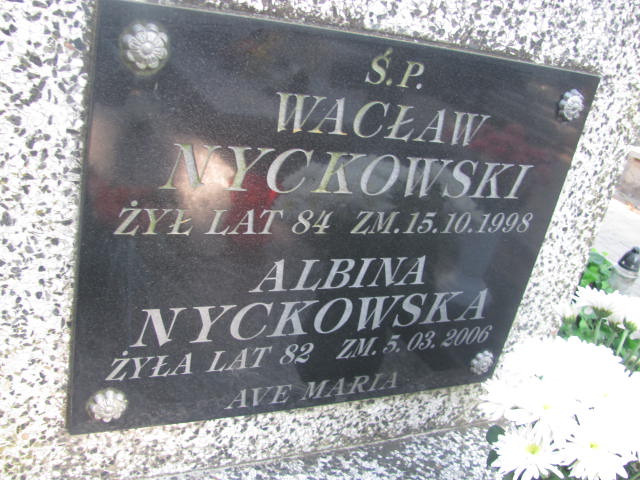 Ś.P.
WACŁAW
NYCKOWSKI
ŻYŁ LAT 84 ZM.15.10.1998
ALBINA
NYCKOWSKA
ŻYŁA LAT 82 ZM. 5.03.2006
AVE MARIA